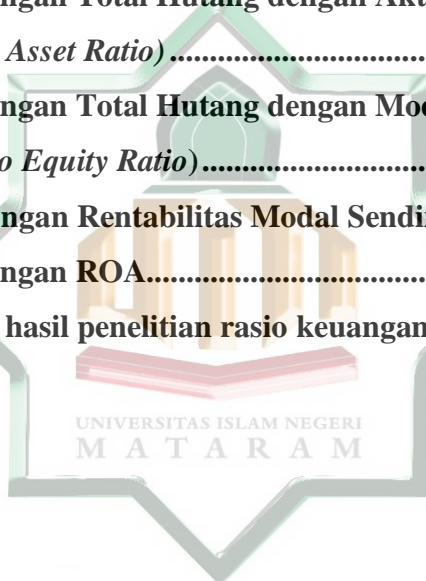 ngan Total Hutang dengan Akt
Asset Ratio) ....................................
ngan Total Hutang dengan Mod
o Equity Ratio) ...............................
ngan Rentabilitas Modal Sendir
ngan ROA........................................
hasil penelitian rasio keuangan
UNIVERSITAS ISLAM NEGERI
MATARAM